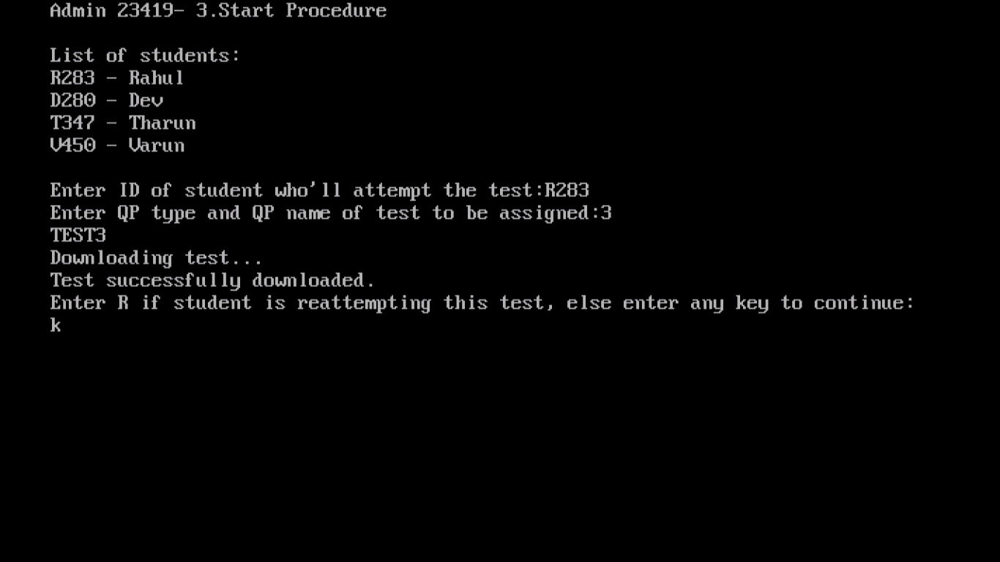 Admin 23419- 3.Start Procedure
List of students:
R283 - Rahul
D280 - Dev
T347 - Tharun
V450 - Varun
Enter ID of student who'll attempt the test:R283
Enter QP type and QP name of test to be assigned:3
TEST3
Downloading test...
Test successfully downloaded.
Enter R if student is reattempting this test, else enter any key to continue:
k